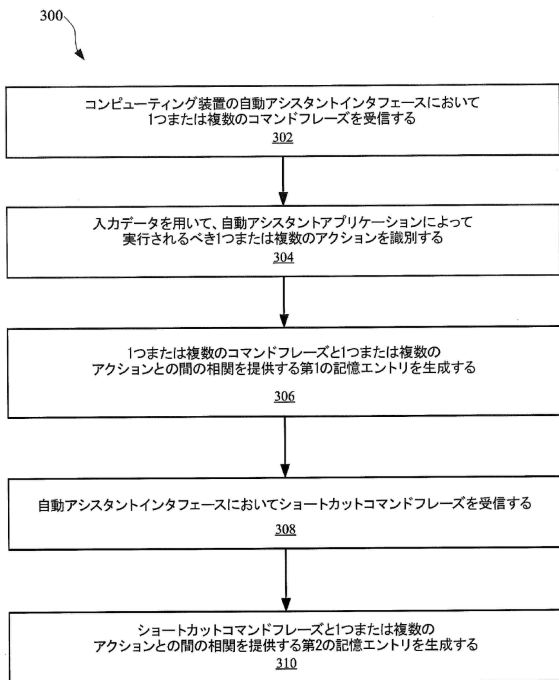 300
コンピューティング装置の自動アシスタントインタフェースにおいて
1つまたは複数のコマンドフレーズを受信する
302
入力データを用いて、自動アシスタントアプリケーションによって
実行されるべき1つまたは複数のアクションを識別する
304
1つまたは複数のコマンドフレーズと1つまたは複数の
アクションとの間の相関を提供する第1の記憶エントリを生成する
306
自動アシスタントインタフェースにおいてショートカットコマンドフレーズを受信する
308
ショートカットコマンドフレーズと1つまたは複数の
アクションとの間の相関を提供する第2の記憶エントリを生成する
310